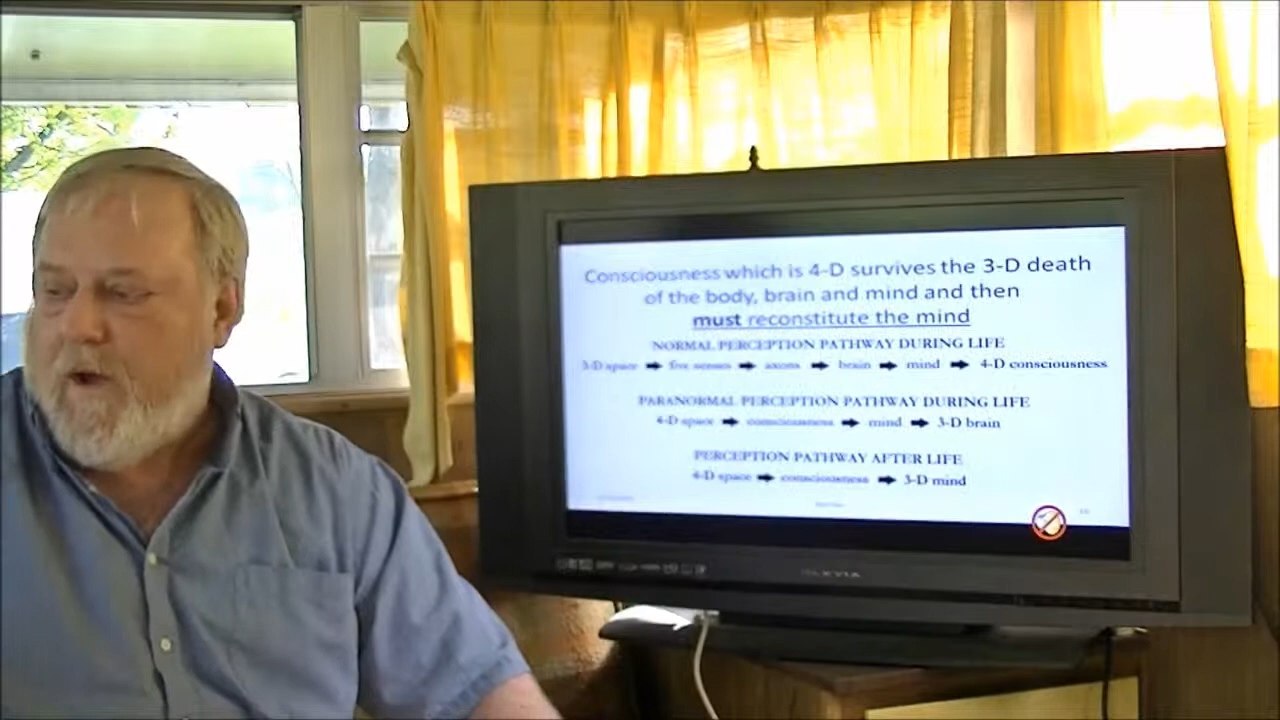 Consciousness which is 4-D survives the 3-D death
of the body, brain and mind and then
must reconstitute the mind
NORMAL PERCEPTION PATHWAY DURING LIFE
3-D space ➡ five senses ➡ axons ➡ brain ➡ mind ➡ 4-D consciousness
PARANORMAL PERCEPTION PATHWAY DURING LIFE
4-D space ➡ consciousness ➡ mind ➡ 3-D brain
PERCEPTION PATHWAY AFTER LIFE
4-D space ➡ consciousness ➡ 3-D mind